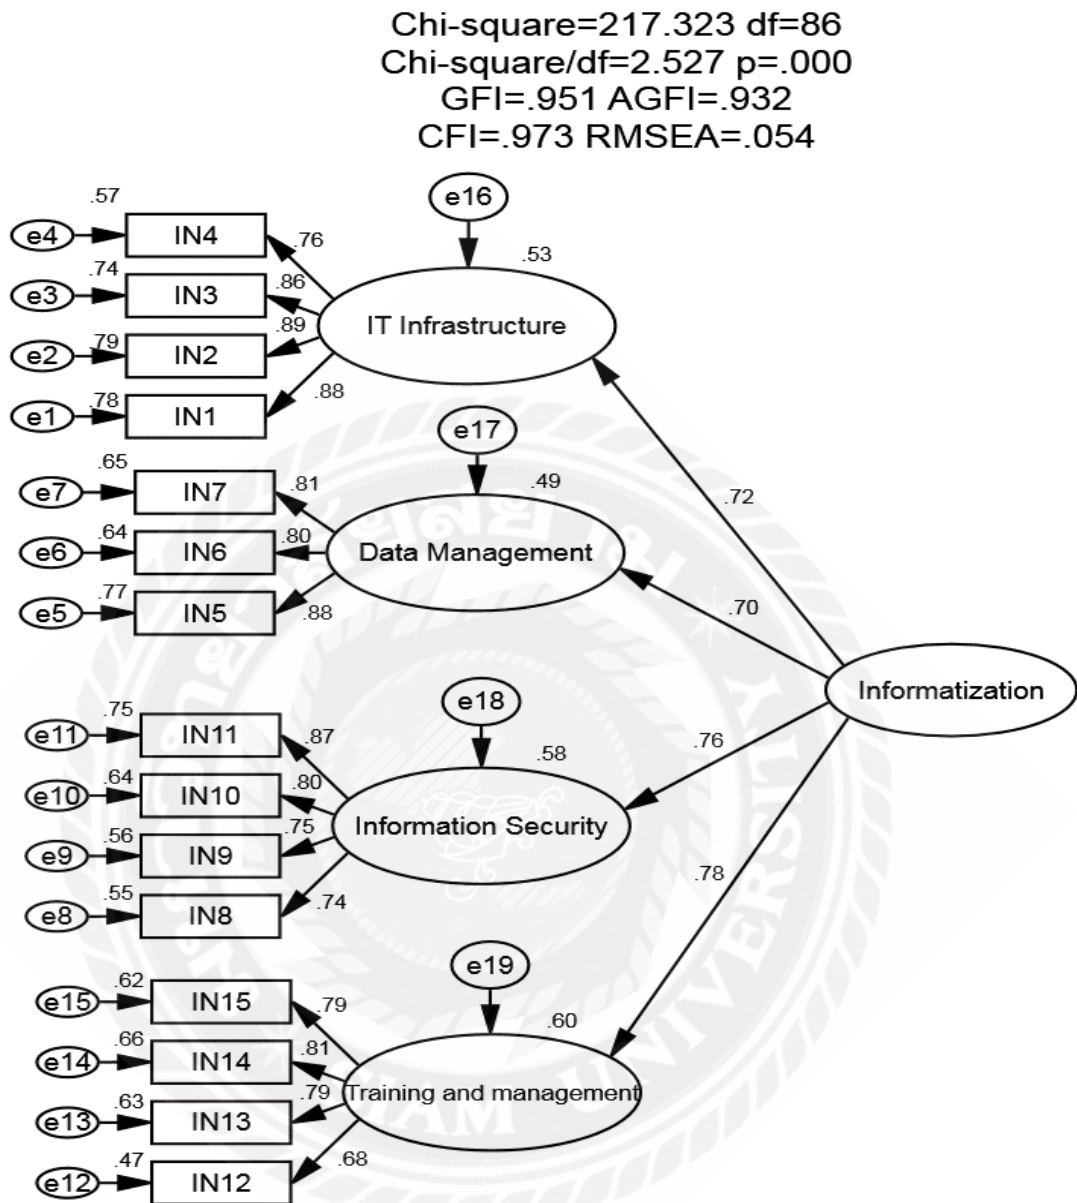 Chi-square=217.323 df=86
Chi-square/df=2.527 p=.000
GFI=.951 AGFI=.932
CFI=.973 RMSEA=.054
e16
.57
e4
IN4
.76
.53
.74
e3
IN3
.86
IT Infrastructure
.79
e2
IN2
.89
.78
e1
IN1
.88
e17
.65
e7
IN7
.81
.49
.72
.64
e6
IN6
.80
Data Management
.77
e5
IN5
.88
.70
Informatization
e18
.75
e11
IN11
.87
.58
.76
.64
e10
IN10
.80
Information Security
.56
e9
IN9
.75
.55
e8
IN8
.74
.78
e19
.62
e15
IN15
.79
.60
.66
e14
IN14
.81
Training and management
.63
e13
IN13
.79
.47
e12
IN12
.68
UNIVERSITY